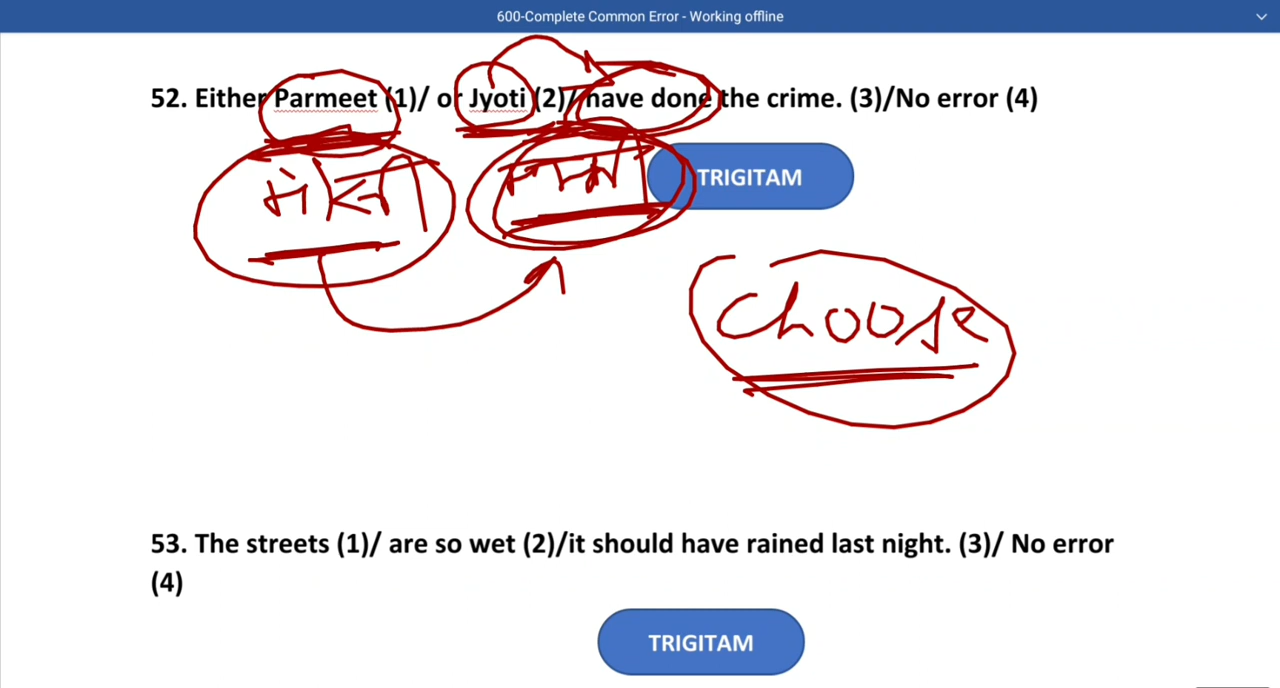 600-Complete Common Error - Working offline
52. Either Parmeet (1)/ or Jyoti (2)/ have done the crime. (3)/No error (4)
TRIGITAM
choose
53. The streets (1)/ are so wet (2)/it should have rained last night. (3)/ No error
(4)
TRIGITAM